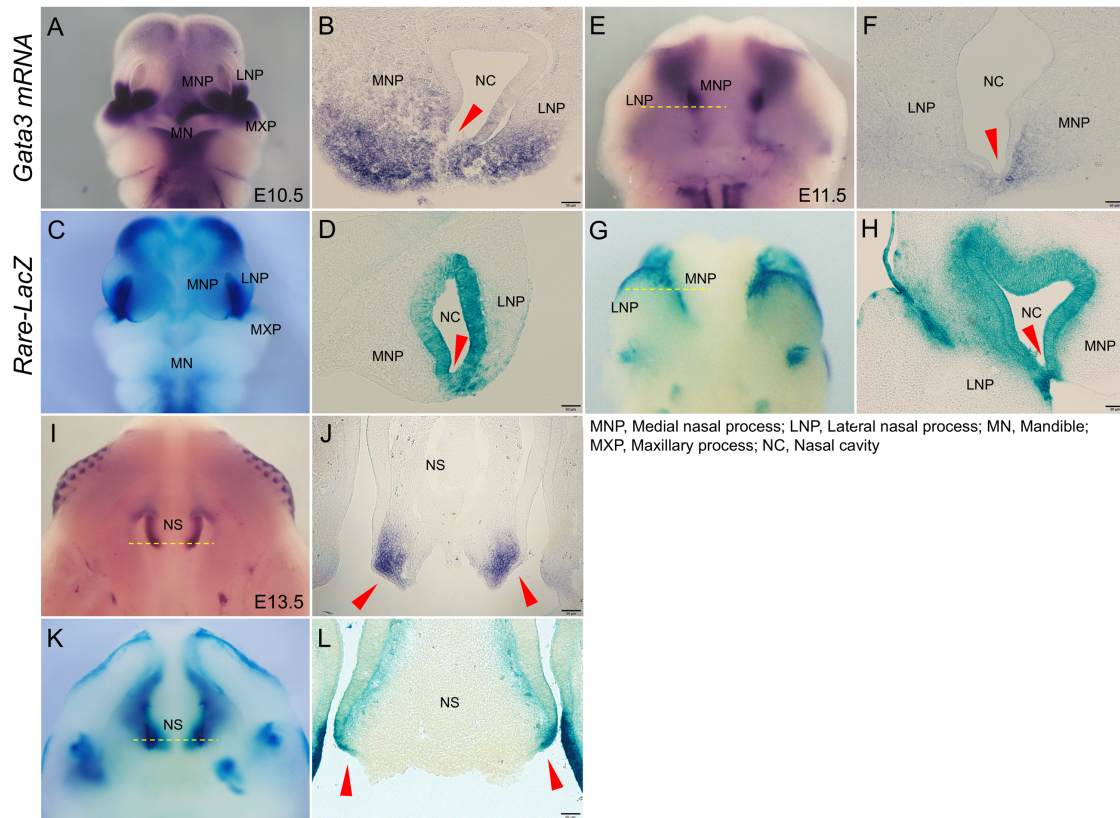 Gata3 mRNA
A
MNP
LNP
MN
MXP
E10.5
B
MNP
NC
LNP
50 μm
E
MNP
LNP
E11.5
F
NC
LNP
MNP
Rare-LacZ
C
LNP
MNP
MXP
MN
D
NC
LNP
MNP
G
MNP
LNP
H
NC
MNP
LNP
MNP, Medial nasal process; LNP, Lateral nasal process; MN, Mandible;
MXP, Maxillary process; NC, Nasal cavity
I
NS
E13.5
J
NS
K
NS
L
NS